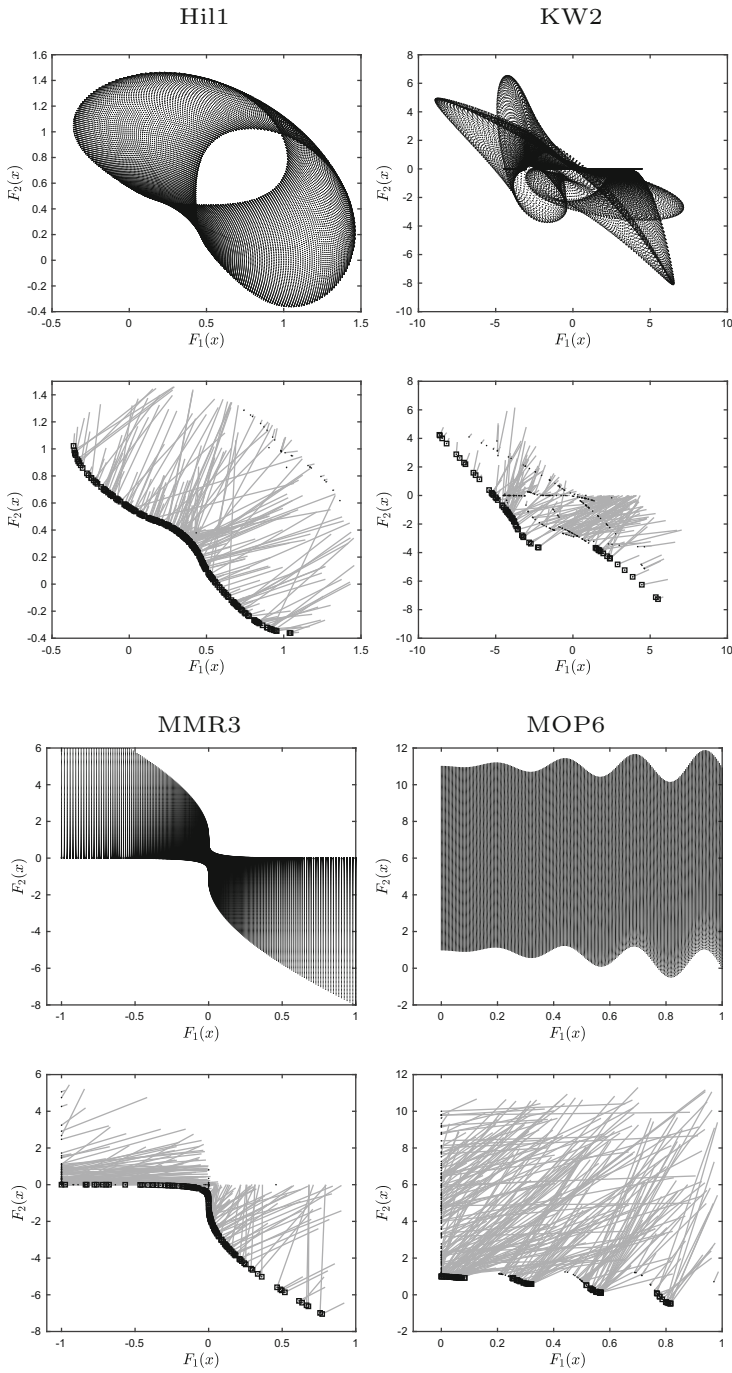 Hil1 KW2
1.6
1.4
1.2
1
0.8
0.6
0.4
0.2
0
-0.2
-0.4
F₂(x)
-0.5 0 0.5 1 1.5
F₁(x)
8
6
4
2
0
-2
-4
-6
-8
-10
F₂(x)
-10 -5 0 5 10
F₁(x)
1.4
1.2
1
0.8
0.6
0.4
0.2
0
-0.2
-0.4
F₂(x)
-0.5 0 0.5 1 1.5
F₁(x)
8
6
4
2
0
-2
-4
-6
-8
-10
F₂(x)
-10 -5 0 5 10
F₁(x)
MMR3 MOP6
6
4
2
0
-2
-4
-6
-8
F₂(x)
-1 -0.5 0 0.5 1
F₁(x)
12
10
8
6
4
2
0
-2
F₂(x)
0 0.2 0.4 0.6 0.8 1
F₁(x)
6
4
2
0
-2
-4
-6
-8
F₂(x)
-1 -0.5 0 0.5 1
F₁(x)
12
10
8
6
4
2
0
-2
F₂(x)
0 0.2 0.4 0.6 0.8 1
F₁(x)